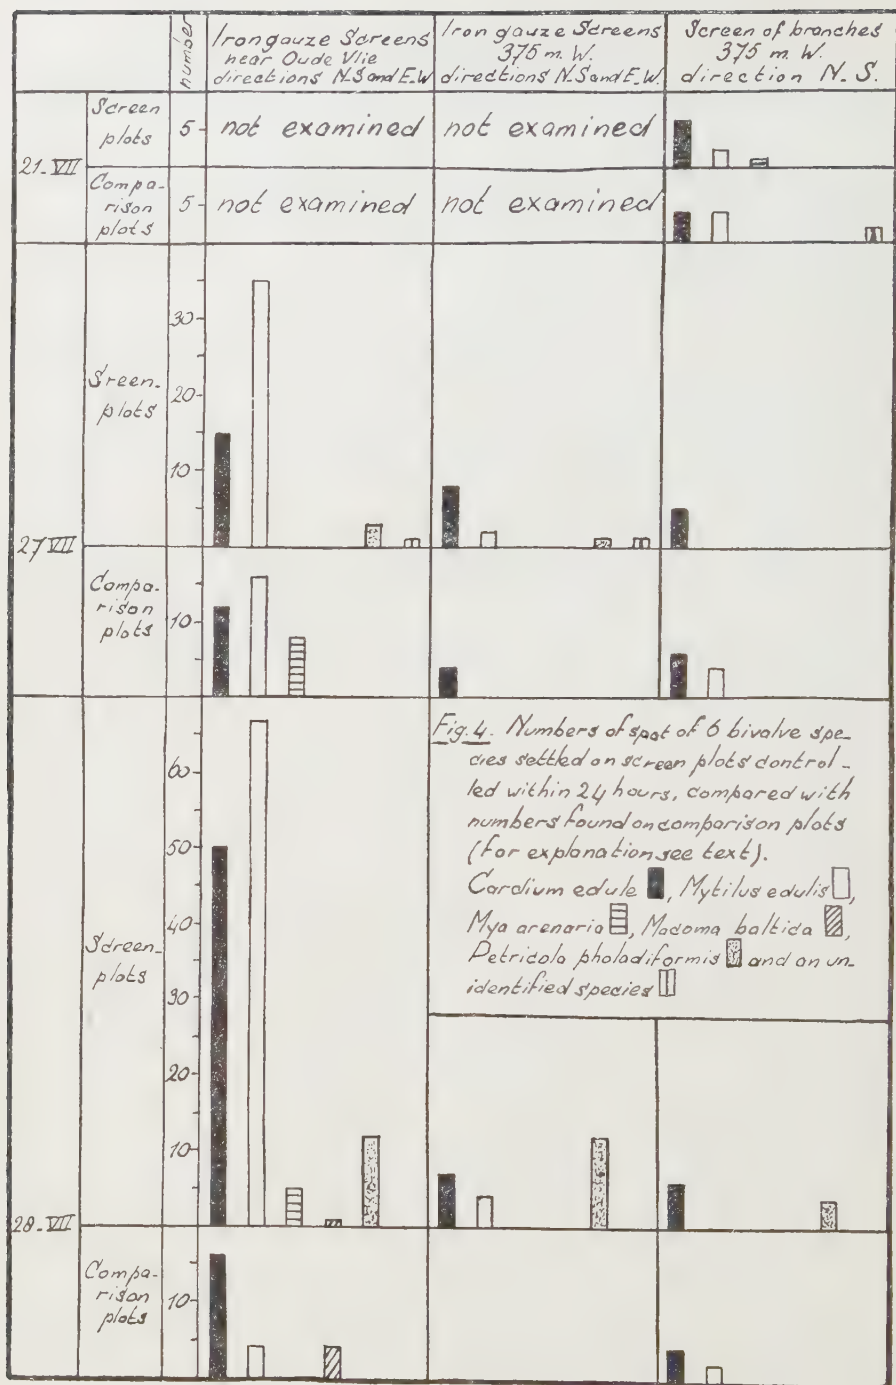 number
Iron gauze Screens
near Oude Vlie
directions N.S and E.W
Iron gauze Screens
375 m. W.
directions N.S and E.W.
Screen of branches
375 m. W.
direction N. S.
21-VII
Screen
plots
5
not examined
not examined
Compa-
rison
plots
5
not examined
not examined
27 VII
Sreen-
plots
30
20
10
Compa-
rison
plots
10
28-VII
Screen-
plots
60
50
40
30
20
10
Compa-
rison
plots
10
Fig. 4. Numbers of spat of 6 bivalve spe-
cies settled on screen plots control-
led within 24 hours, compared with
numbers found on comparison plots
(for explanation see text).
Cardium edule, Mytilus edulis,
Mya arenaria, Macoma baltica,
Petricola pholadiformis and an un-
identified species